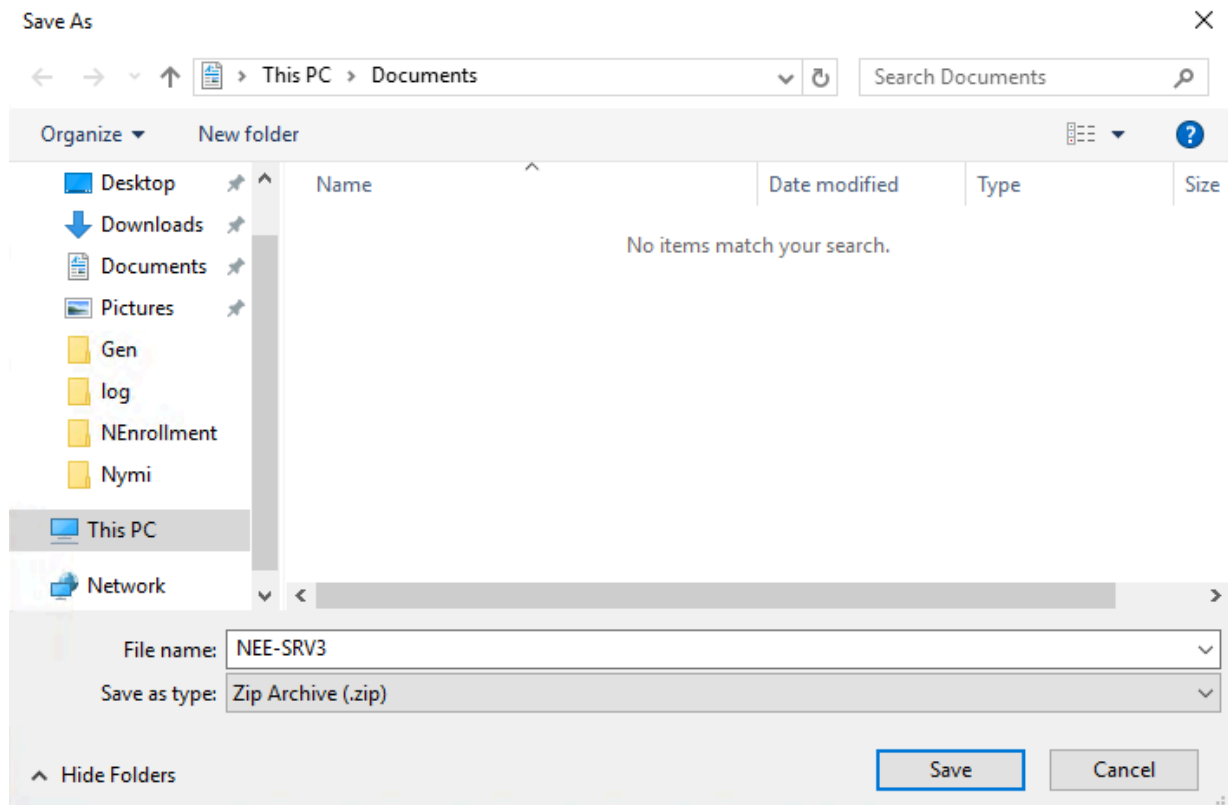 Save As
This PC > Documents
Search Documents
Organize
New folder
Name
Date modified
Type
Size
Desktop
Downloads
Documents
Pictures
Gen
log
NEnrollment
Nymi
This PC
Network
No items match your search.
File name: NEE-SRV3
Save as type: Zip Archive (.zip)
Hide Folders
Save
Cancel